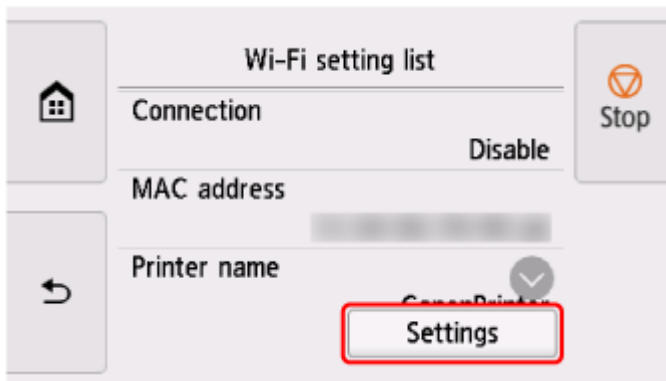 Wi-Fi setting list
Stop
Connection
Disable
MAC address
Printer name
Settings